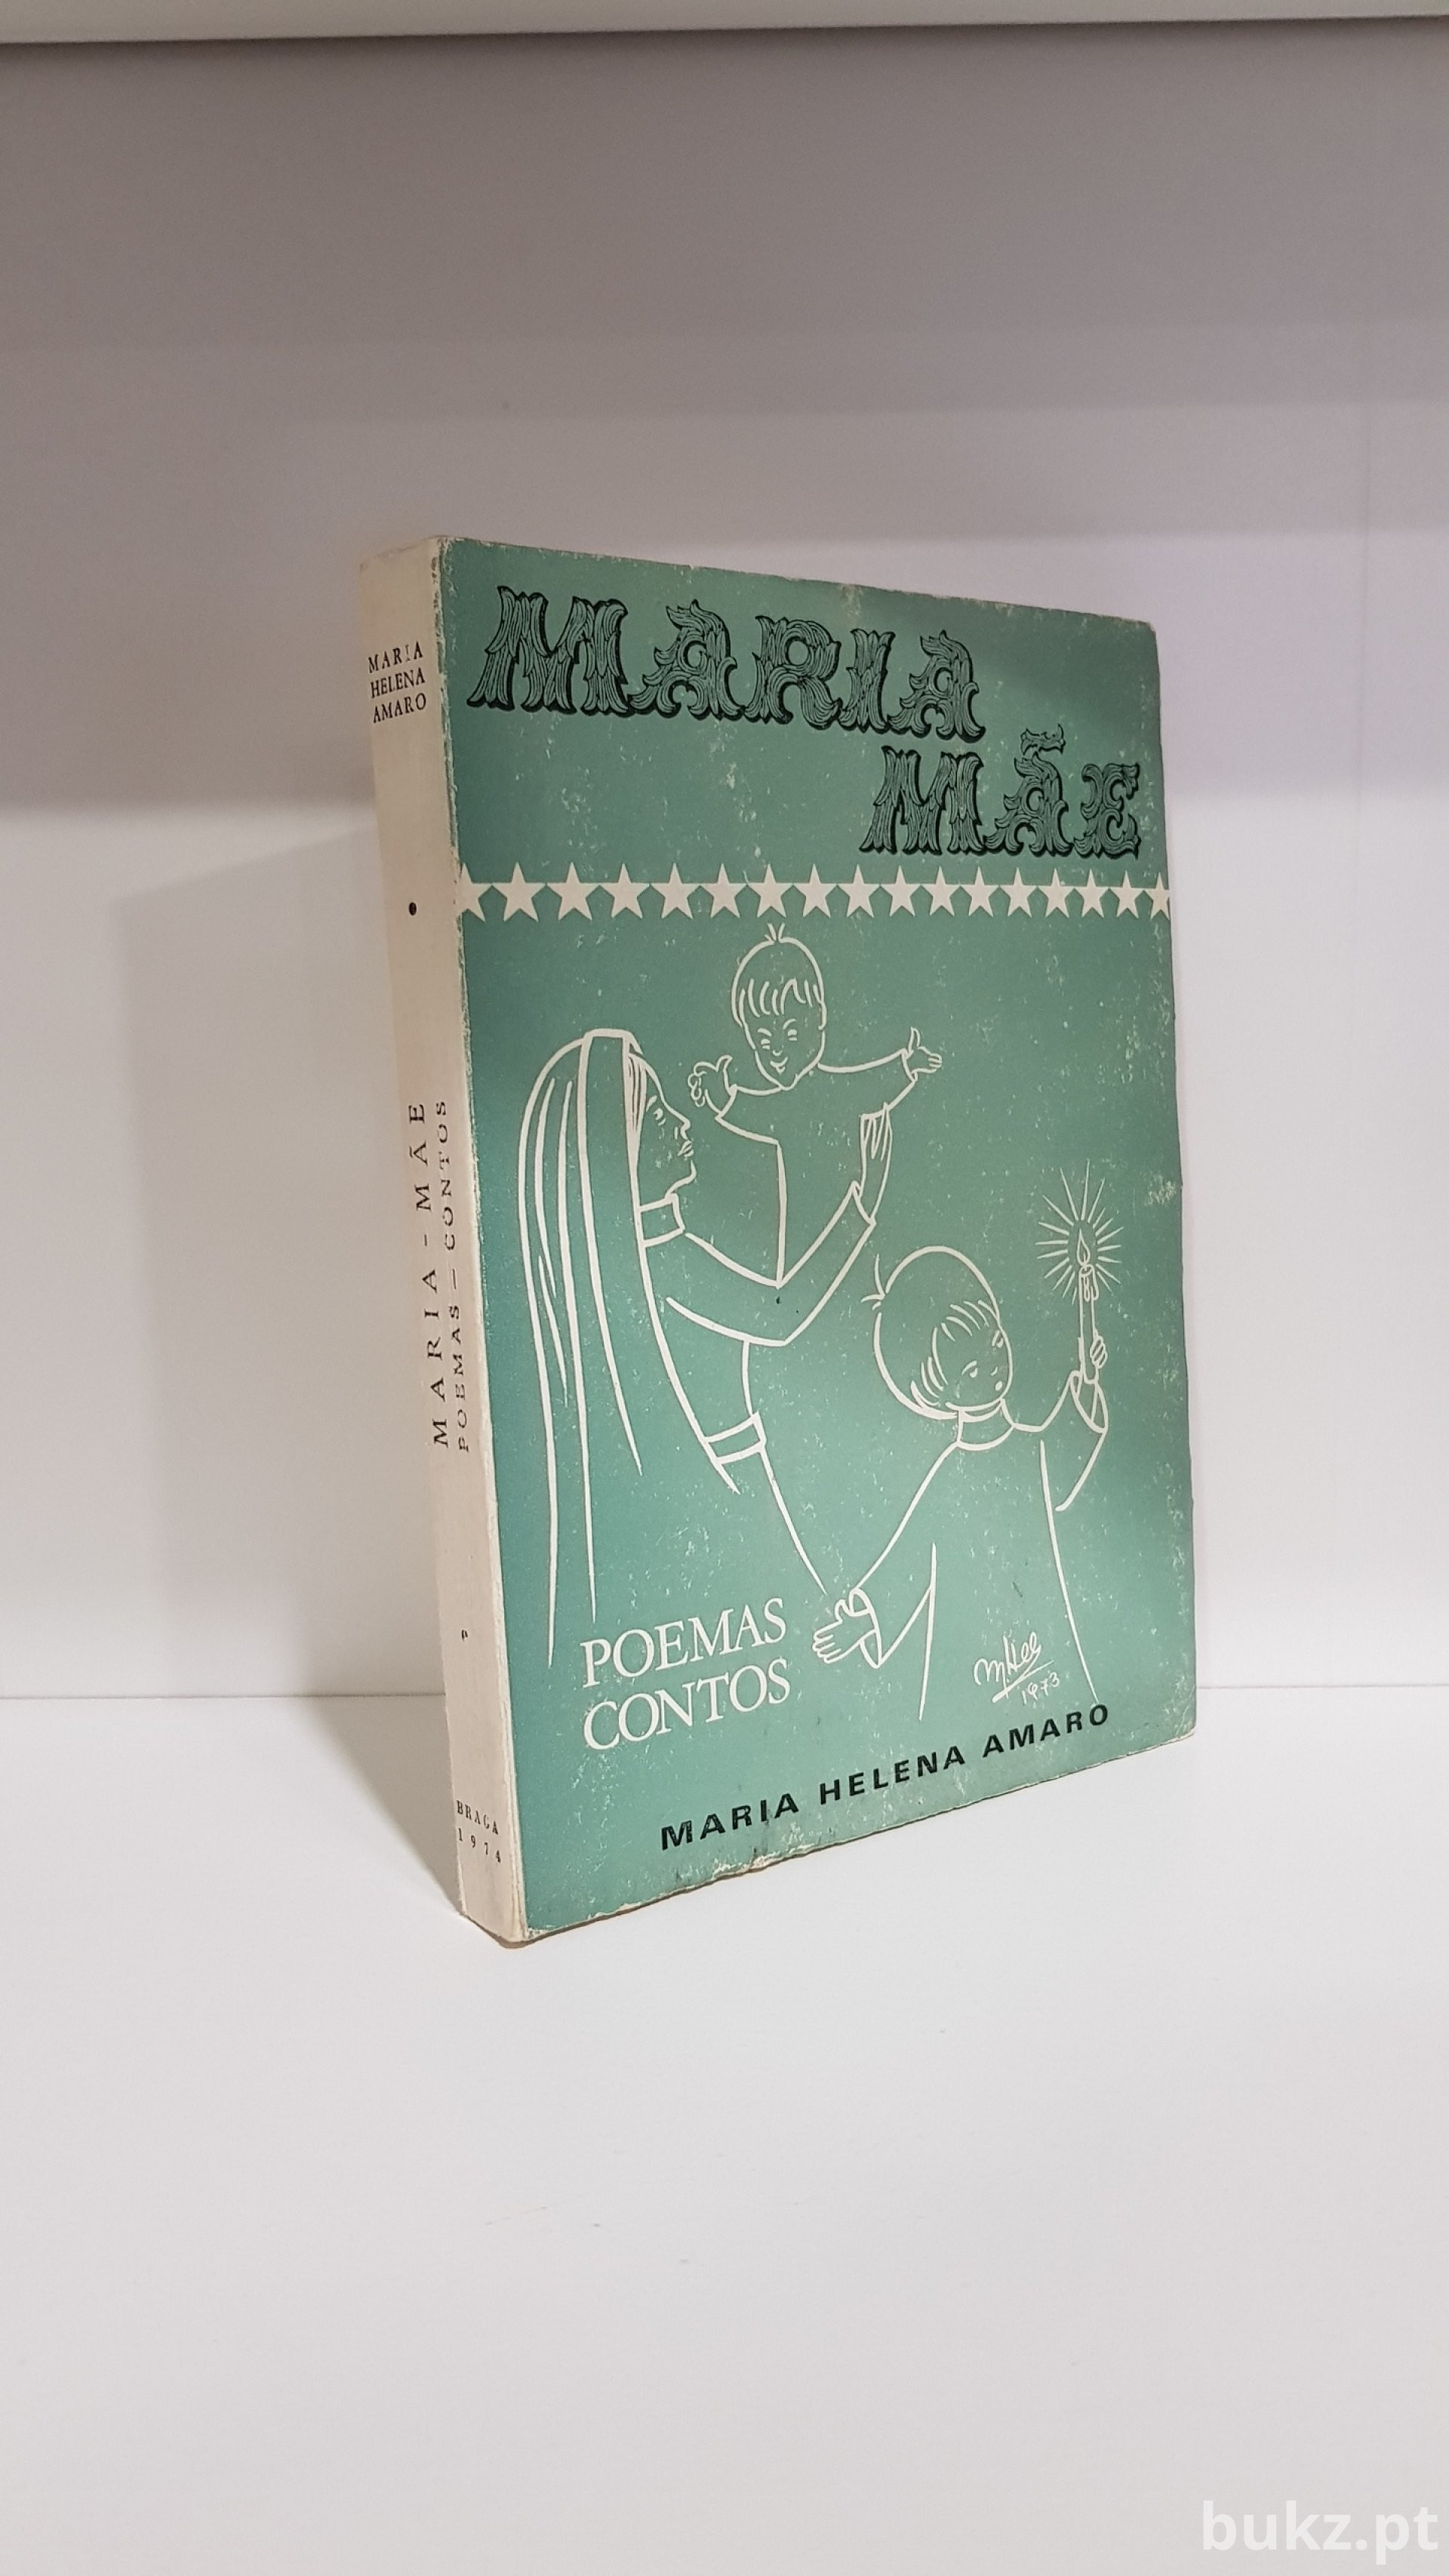 MARIA
HELENA
AMARO
MARIA - MÃE
POEMAS - CONTOS
BRAGA
1974
MARIA
MÃE
POEMAS
CONTOS
1973
MARIA HELENA AMARO
bukz.pt